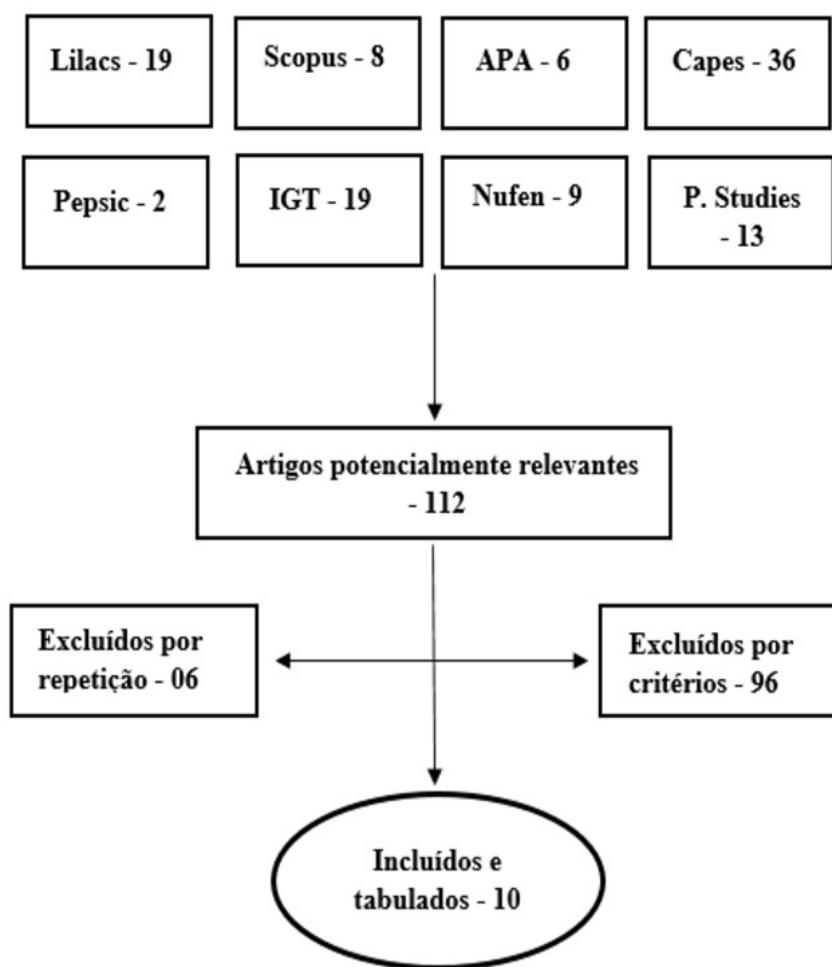 Lilacs - 19
Scopus - 8
APA - 6
Capes - 36
Pepsic - 2
IGT - 19
Nufen - 9
P. Studies
- 13
Artigos potencialmente relevantes
- 112
Excluídos por
repetição - 06
Excluídos por
critérios - 96
Incluídos e
tabulados - 10